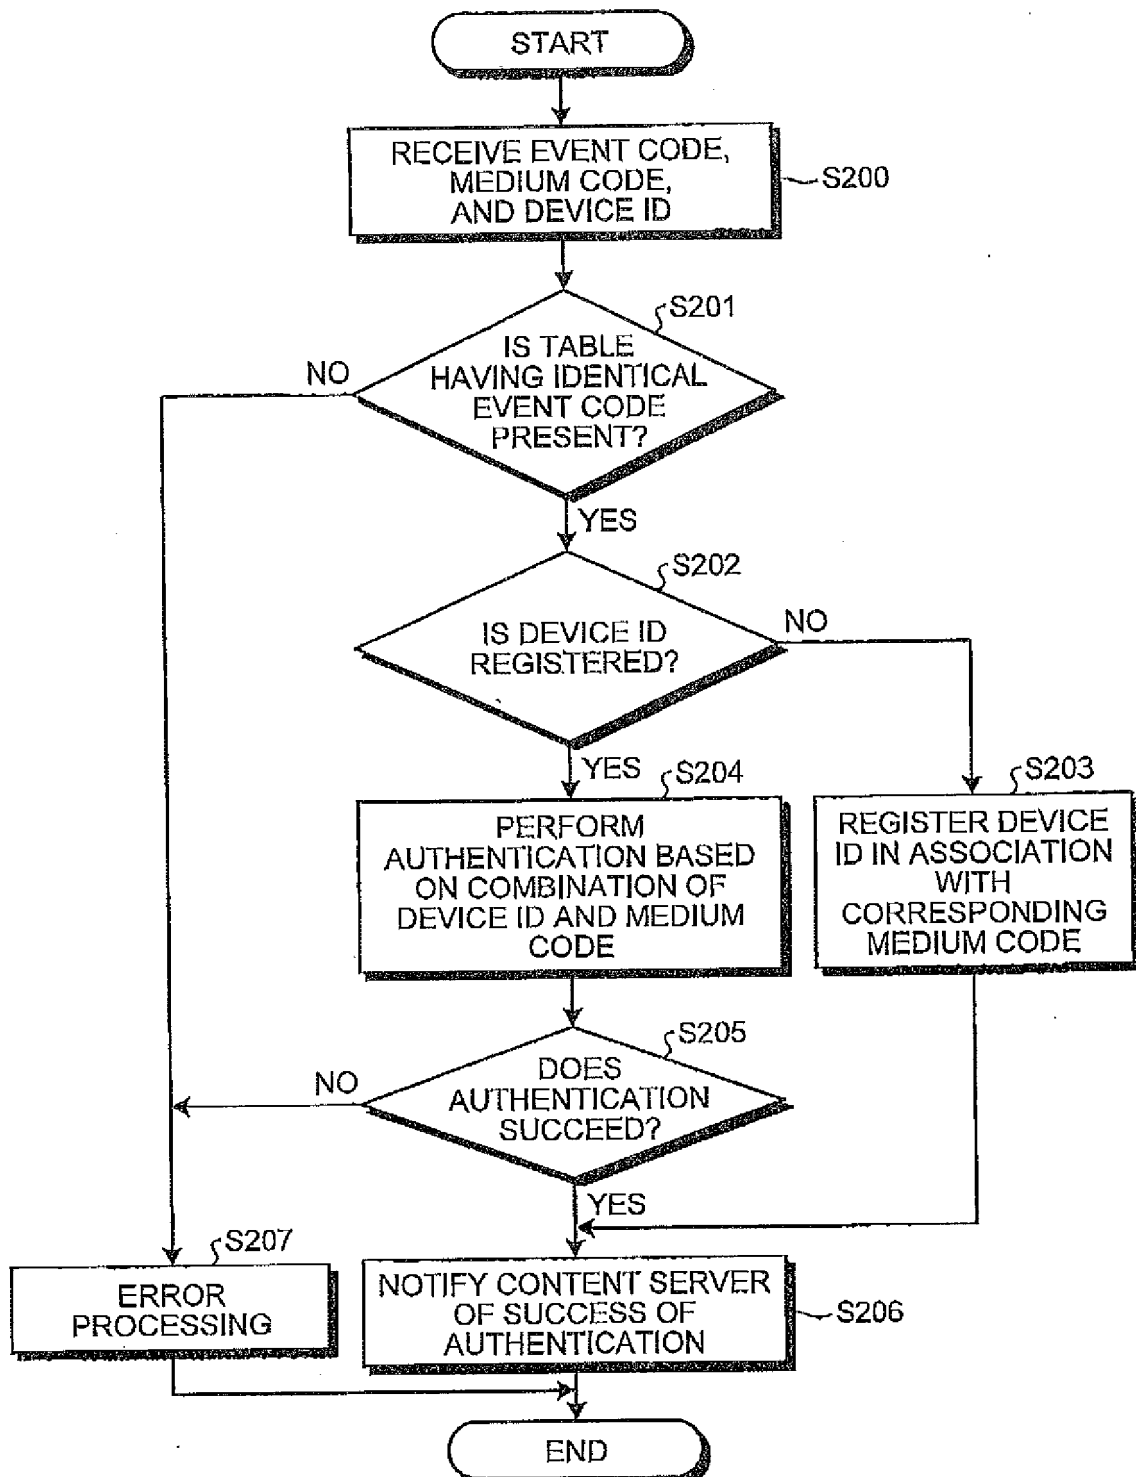 START
RECEIVE EVENT CODE,
MEDIUM CODE,
AND DEVICE ID
S200
S201
IS TABLE
HAVING IDENTICAL
EVENT CODE
PRESENT?
NO
YES
S202
IS DEVICE ID
REGISTERED?
NO
YES
S204
PERFORM
AUTHENTICATION BASED
ON COMBINATION OF
DEVICE ID AND MEDIUM
CODE
S203
REGISTER DEVICE
ID IN ASSOCIATION
WITH
CORRESPONDING
MEDIUM CODE
S205
DOES
AUTHENTICATION
SUCCEED?
NO
YES
S207
ERROR
PROCESSING
NOTIFY CONTENT SERVER
OF SUCCESS OF
AUTHENTICATION
S206
END